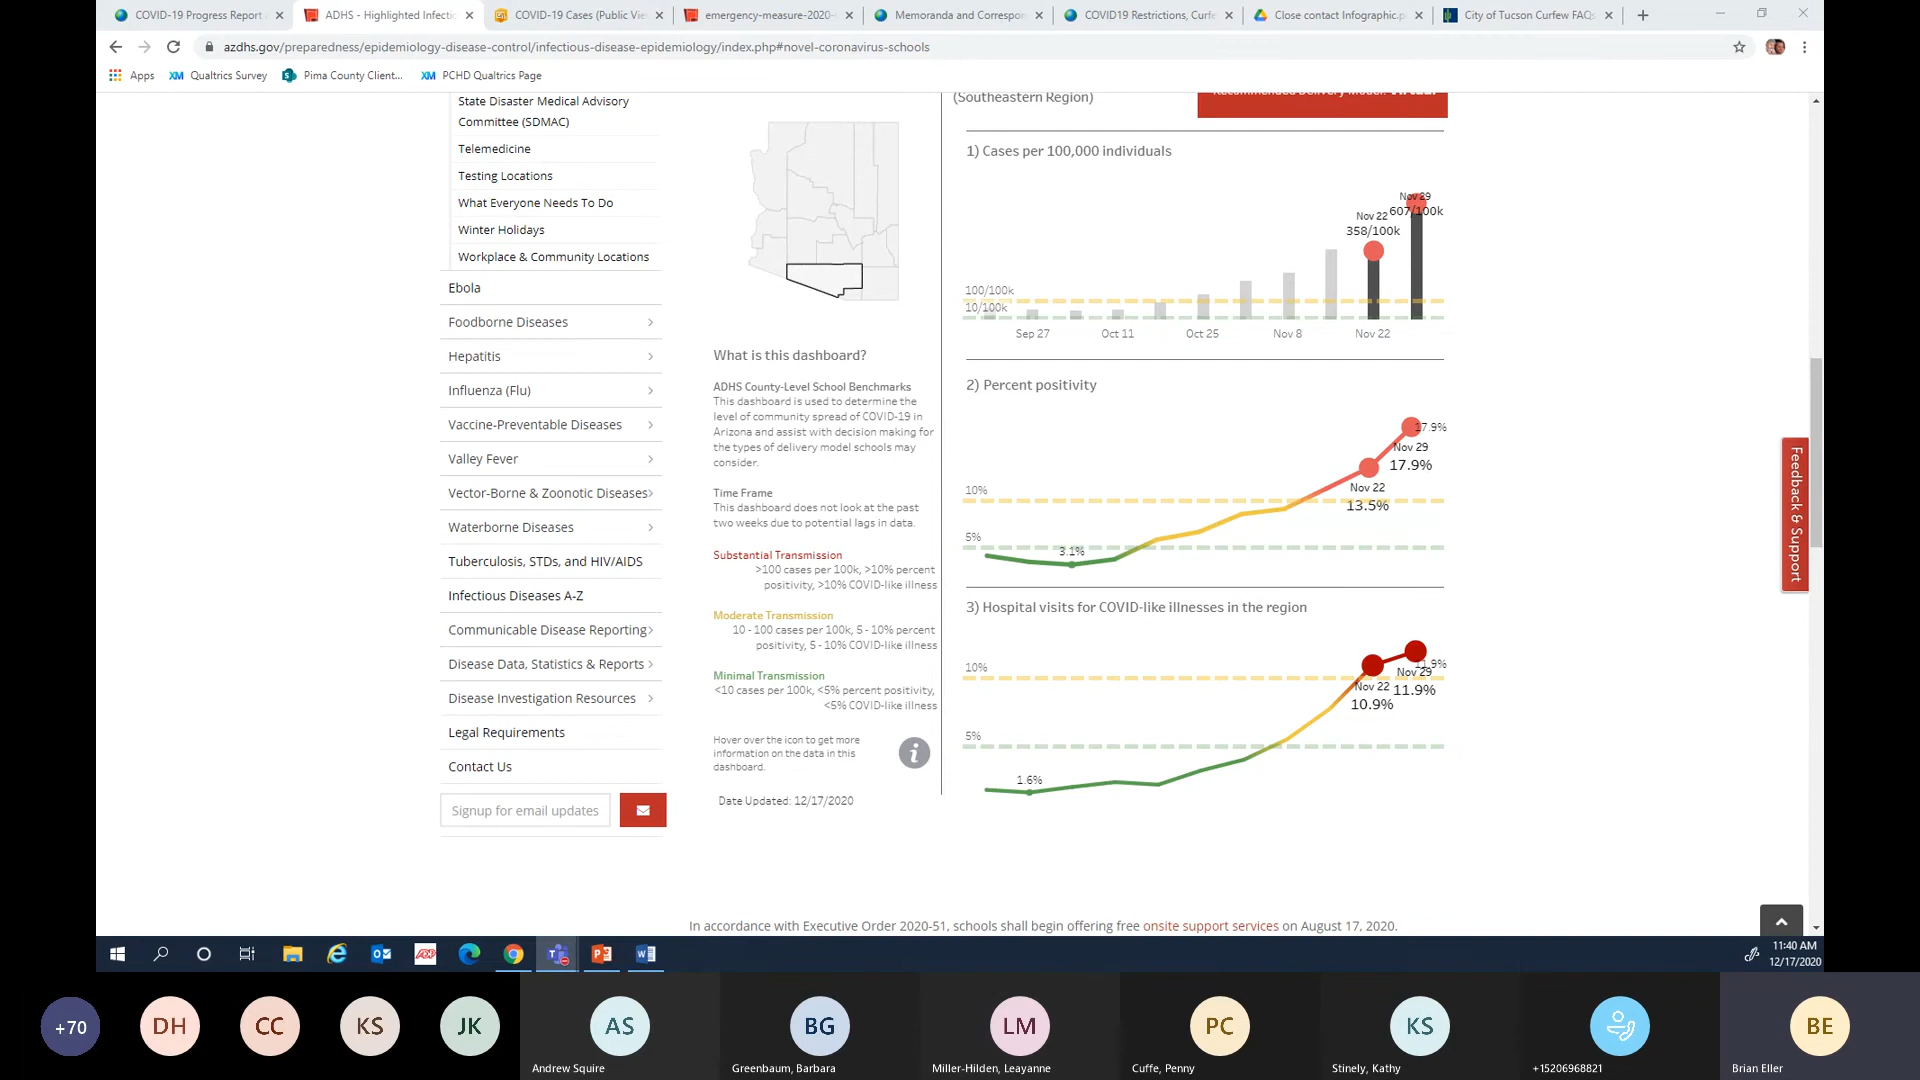 COVID-19 Progress Report
ADHS - Highlighted Infecti
COVID-19 Cases (Public Vie
emergency-measure-2020-
Memoranda and Correspon
COVID19 Restrictions, Curfe
Close contact Infographic.p
City of Tucson Curfew FAQ
azdhs.gov/preparedness/epidemiology-disease-control/infectious-disease-epidemiology/index.php#novel-coronavirus-schools
Apps
Qualtrics Survey
Pima County Client...
PCHD Qualtrics Page
State Disaster Medical Advisory
Committee (SDMAC)
Telemedicine
Testing Locations
What Everyone Needs To Do
Winter Holidays
Workplace & Community Locations
Ebola
Foodborne Diseases
Hepatitis
Influenza (Flu)
Vaccine-Preventable Diseases
Valley Fever
Vector-Borne & Zoonotic Diseases
Waterborne Diseases
Tuberculosis, STDs, and HIV/AIDS
Infectious Diseases A-Z
Communicable Disease Reporting
Disease Data, Statistics & Reports
Disease Investigation Resources
Legal Requirements
Contact Us
Signup for email updates
What is this dashboard?
ADHS County-Level School Benchmarks
This dashboard is used to determine the
level of community spread of COVID-19 in
Arizona and assist with decision making for
the types of delivery model schools may
consider.
Time Frame
This dashboard does not look at the past
two weeks due to potential lags in data.
Substantial Transmission
>100 cases per 100k, >10% percent
positivity, >10% COVID-like illness
Moderate Transmission
10 - 100 cases per 100k, 5 - 10% percent
positivity, 5 - 10% COVID-like illness
Minimal Transmission
<10 cases per 100k, <5% percent positivity,
<5% COVID-like illness
Hover over the icon to get more
information on the data in this
dashboard.
i
Date Updated: 12/17/2020
(Southeastern Region)
1) Cases per 100,000 individuals
Nov 29
607/100k
Nov 22
358/100k
100/100k
10/100k
Sep 27
Oct 11
Oct 25
Nov 8
Nov 22
2) Percent positivity
17.9%
Nov 29
17.9%
Nov 22
13.5%
10%
5%
3.1%
3) Hospital visits for COVID-like illnesses in the region
11.9%
Nov 29
11.9%
Nov 22
10.9%
10%
5%
1.6%
In accordance with Executive Order 2020-51, schools shall begin offering free onsite support services on August 17, 2020.
Feedback & Support
11:40 AM
12/17/2020
+70
DH
CC
KS
JK
AS
Andrew Squire
BG
Greenbaum, Barbara
LM
Miller-Hilden, Leayanne
PC
Cuffe, Penny
KS
Stinely, Kathy
+15206968821
BE
Brian Eller